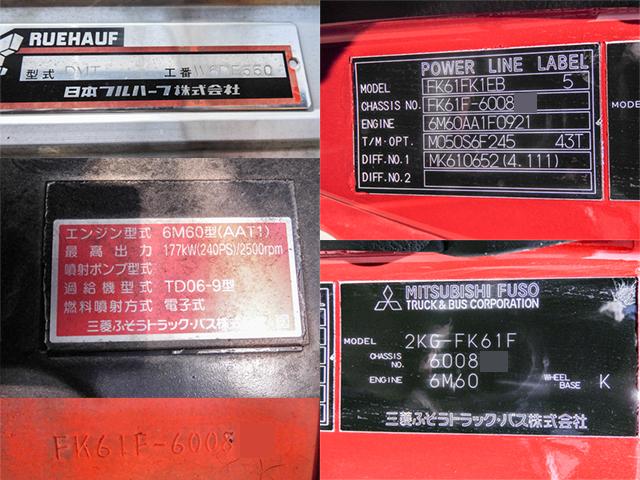 RUEHAUF
型式
工番
日本フルハーフ株式会社
POWER LINE LABEL
MODEL FK61FK1EB 5
CHASSIS NO. FK61F-6008
ENGINE 6M60AA1F0921
T/M・OPT. M050S6F245 43T
DIFF.NO.1 MK610652(4.111)
DIFF.NO.2
MODE
エンジン型式 6M60型(AAT1)
最高出力 177kW(240PS)/2500rpm
噴射ポンプ型式
過給機型式 TD06-9型
燃料噴射方式 電子式
三菱ふそうトラック・バス株式
MITSUBISHI FUSO
TRUCK & BUS CORPORATION
MODEL 2KG-FK61F
CHASSIS NO. 6008
ENGINE 6M60 WHEEL BASE K
三菱ふそうトラック・バス株式会社
FK61F-6008